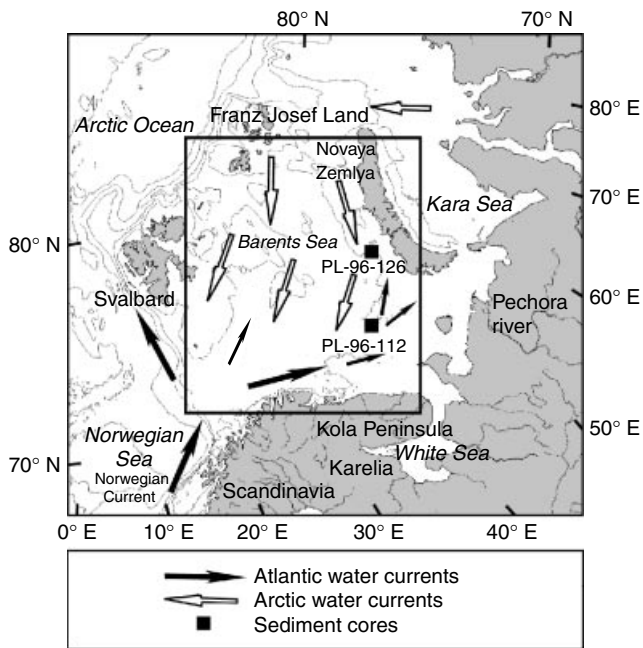 80° N
70° N
Franz Josef Land
80° E
Arctic Ocean
Novaya
Zemlya
70° E
Kara Sea
80° N
Barents Sea
PL-96-126
60° E
Svalbard
Pechora
river
PL-96-112
Norwegian
Sea
Norwegian
Current
Kola Peninsula
50° E
White Sea
Karelia
70° N
Scandinavia
0° E
10° E
20° E
30° E
40° E
Atlantic water currents
Arctic water currents
Sediment cores